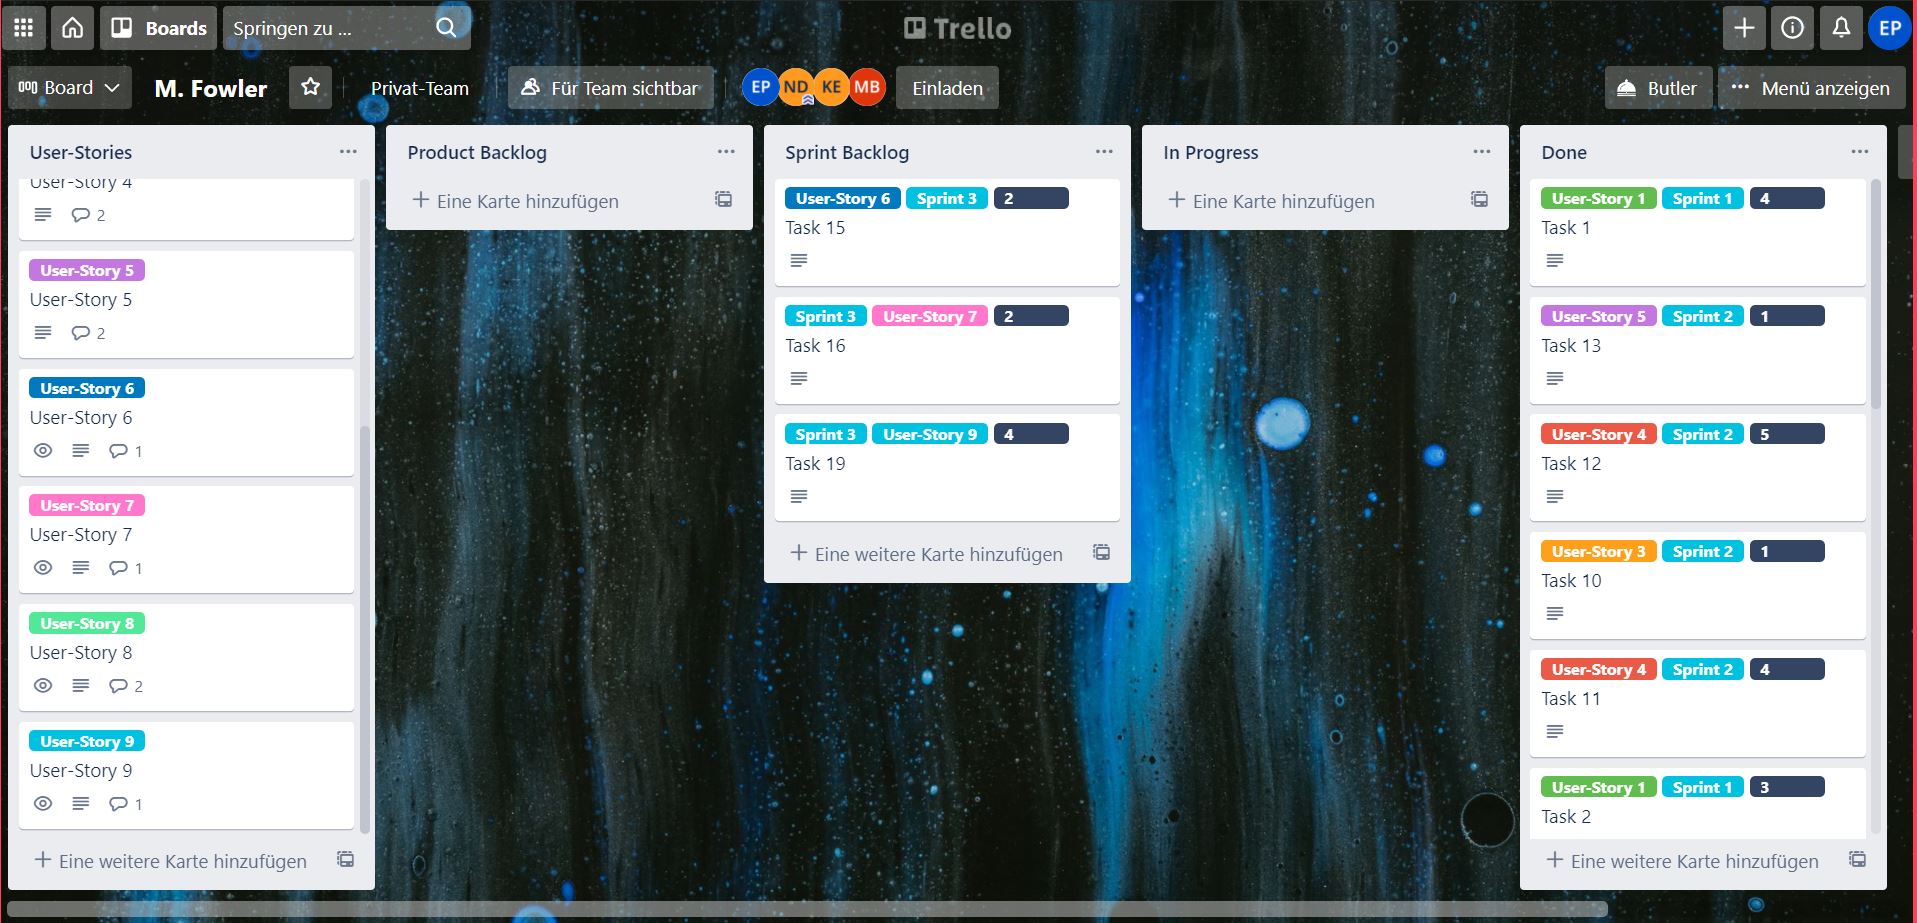 Boards
Springen zu ...
Trello
EP
Board
M. Fowler
Privat-Team
Für Team sichtbar
EP ND KE MB
Einladen
Butler
Menü anzeigen
User-Stories
User-Story 4
2
User-Story 5
User-Story 5
2
User-Story 6
User-Story 6
1
User-Story 7
User-Story 7
1
User-Story 8
User-Story 8
2
User-Story 9
User-Story 9
1
Eine weitere Karte hinzufügen
Product Backlog
Eine Karte hinzufügen
Sprint Backlog
User-Story 6 Sprint 3 2
Task 15
Sprint 3 User-Story 7 2
Task 16
Sprint 3 User-Story 9 4
Task 19
Eine weitere Karte hinzufügen
In Progress
Eine Karte hinzufügen
Done
User-Story 1 Sprint 1 4
Task 1
User-Story 5 Sprint 2 1
Task 13
User-Story 4 Sprint 2 5
Task 12
User-Story 3 Sprint 2 1
Task 10
User-Story 4 Sprint 2 4
Task 11
User-Story 1 Sprint 1 3
Task 2
Eine weitere Karte hinzufügen